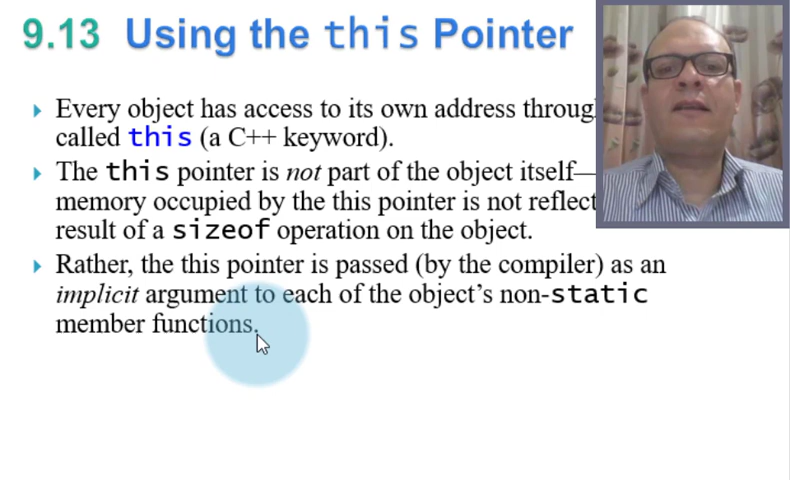 9.13 Using the this Pointer
Every object has access to its own address
called this (a C++ keyword).
The this pointer is not part of the object itself—
memory occupied by the this pointer is not
result of a sizeof operation on the object.
Rather, the this pointer is passed (by the compiler) as an
implicit argument to each of the object's non-static
member functions.